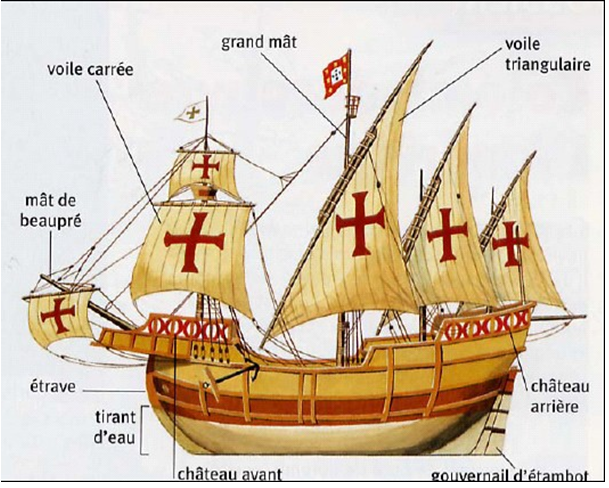 grand mât
voile
triangulaire
voile carrée
mât de
beaupré
étrave
château
arrière
tirant
d'eau
château avant
gouvernail d'étambot